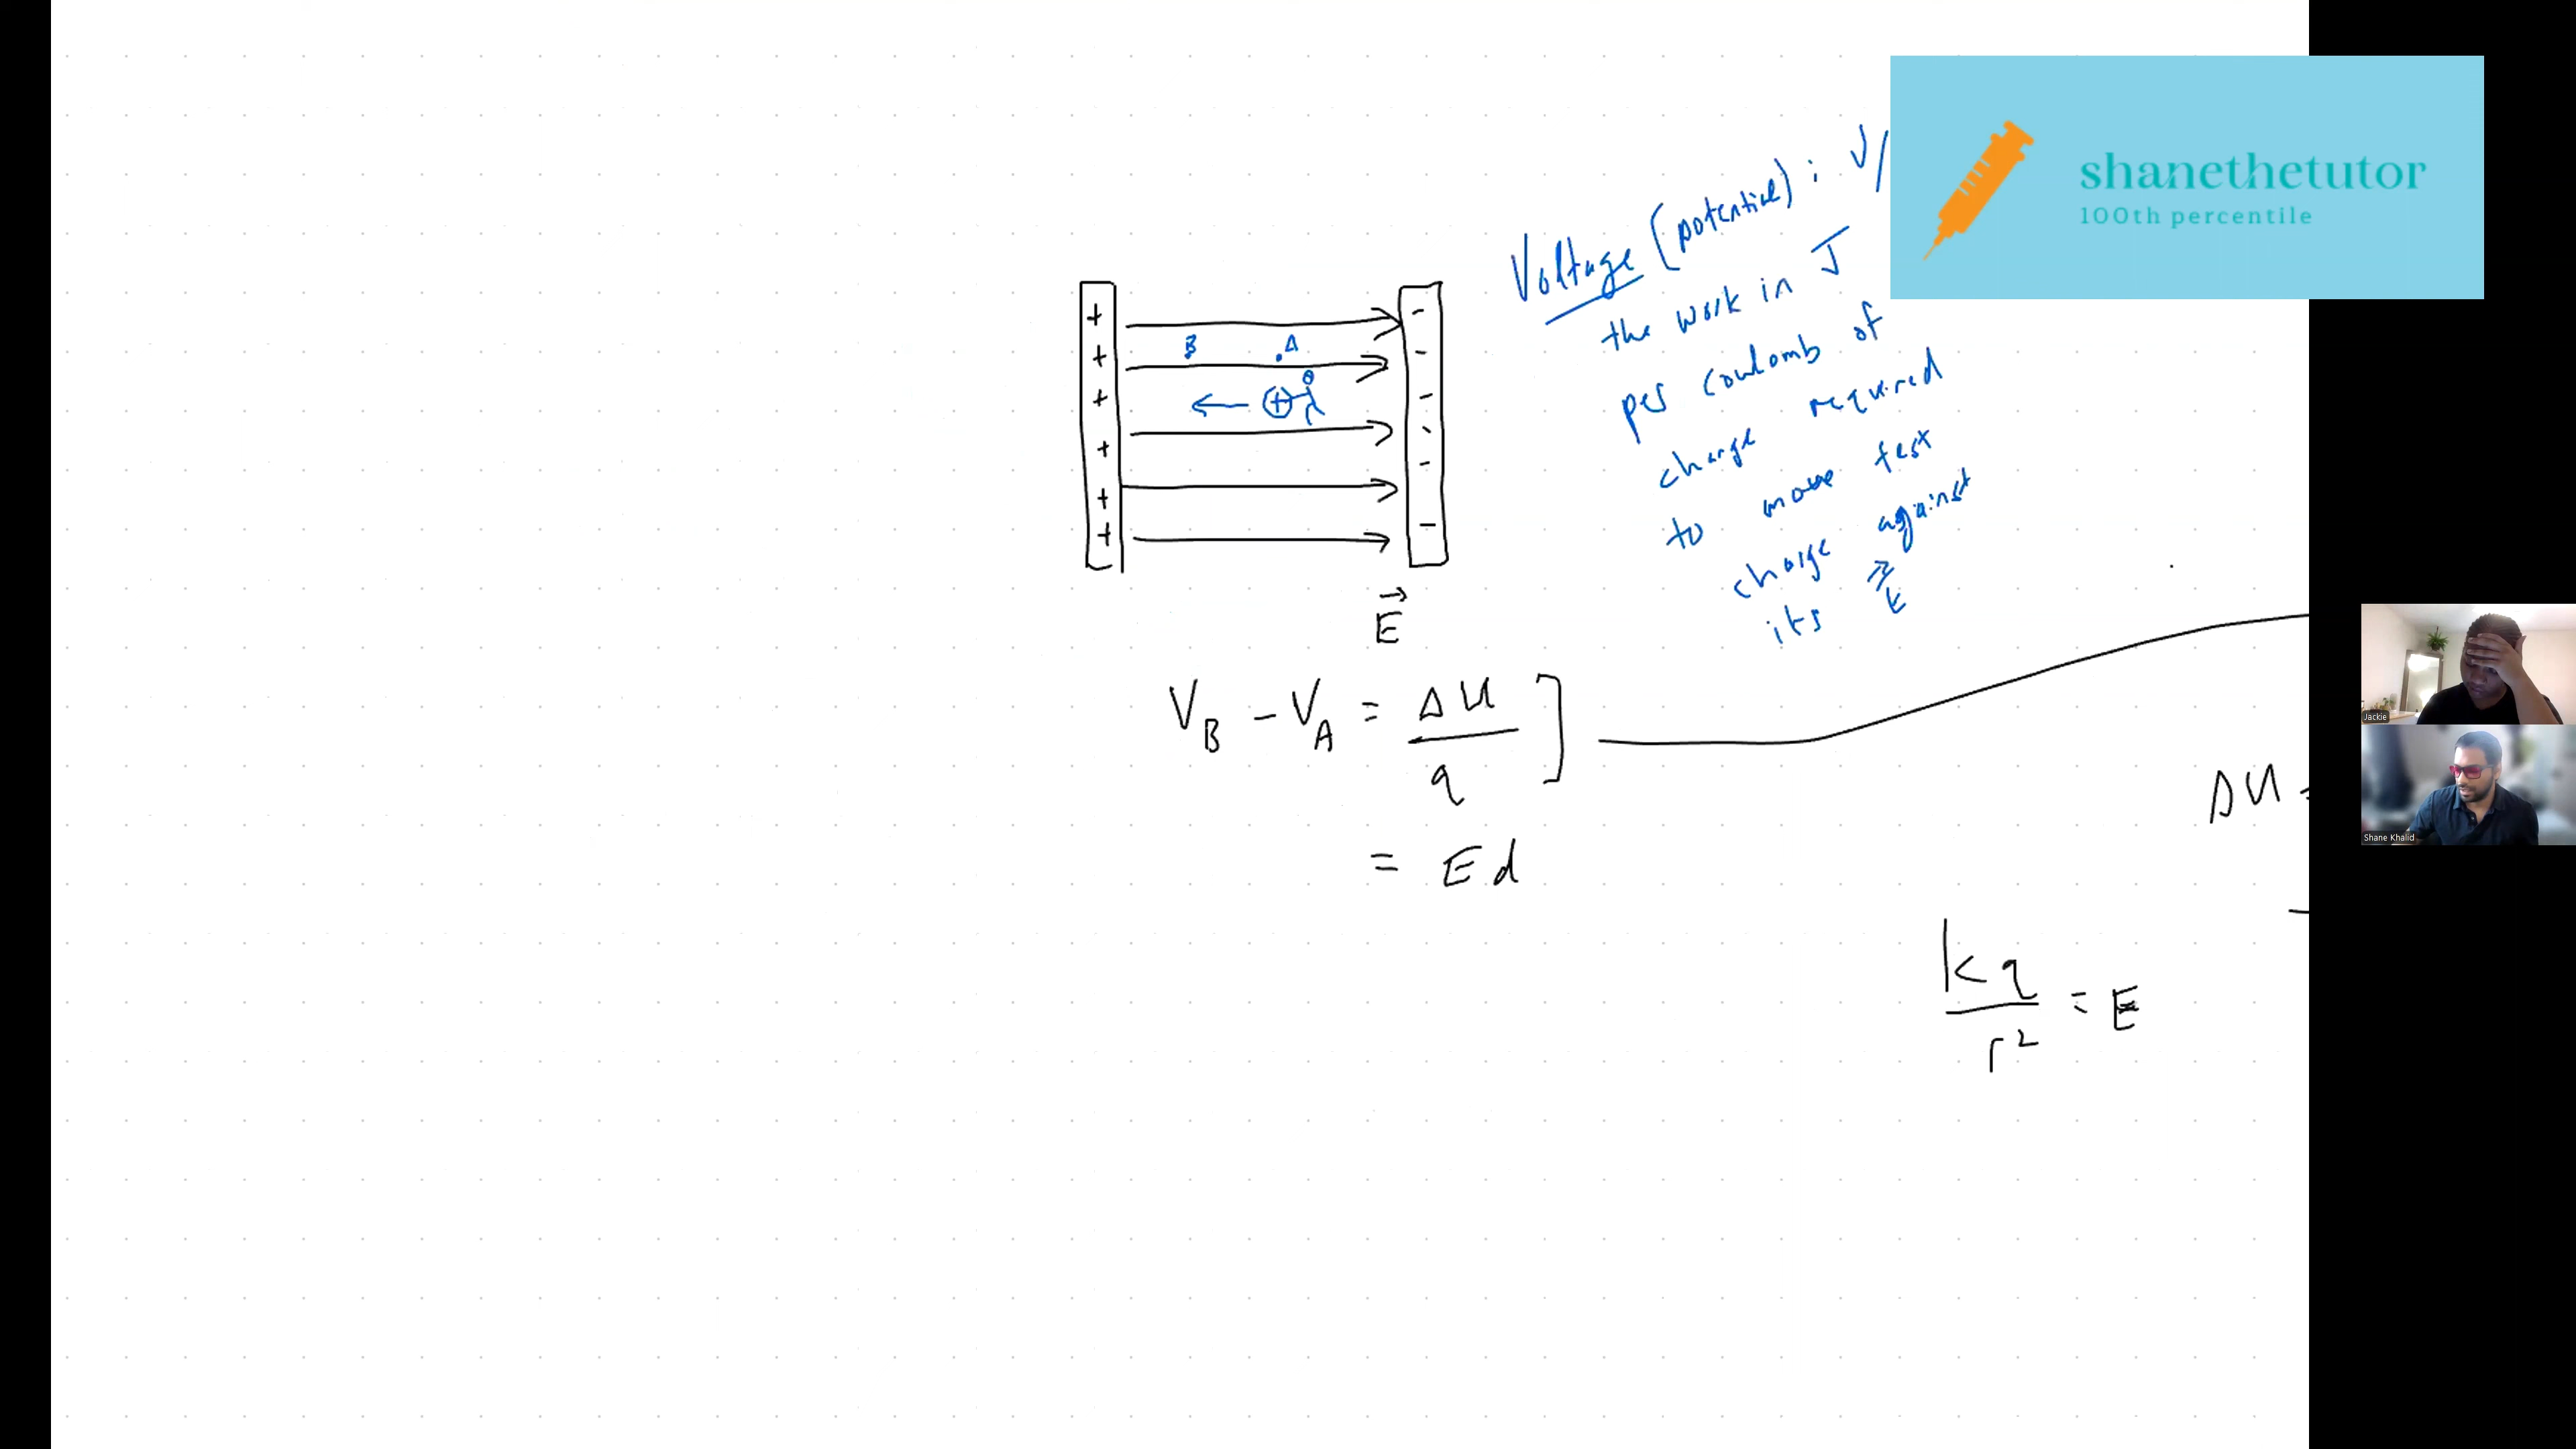 shanethetutor
100th percentile
Voltage (potential): J/
the work in J
per coulomb of
charge required
to move test
charge against
its E
+ -
B A
+ -
+ + -
+ -
-
+
+ -
E
V_B - V_A = ΔU / q
= Ed
ΔU =
kq / r² = E
Jackie
Shane Khalid